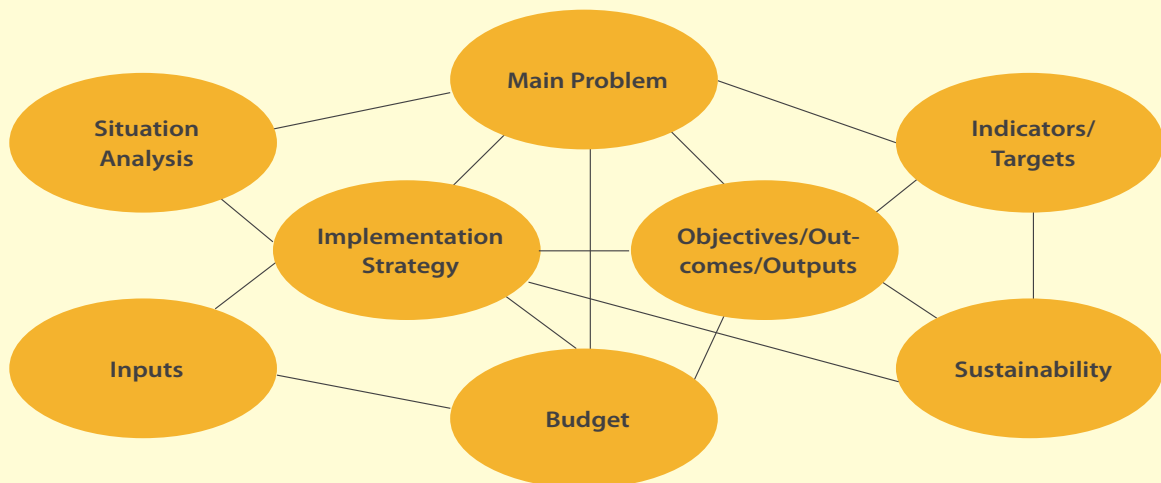 Main Problem
Situation
Analysis
Indicators/
Targets
Implementation
Strategy
Objectives/Out-
comes/Outputs
Inputs
Sustainability
Budget